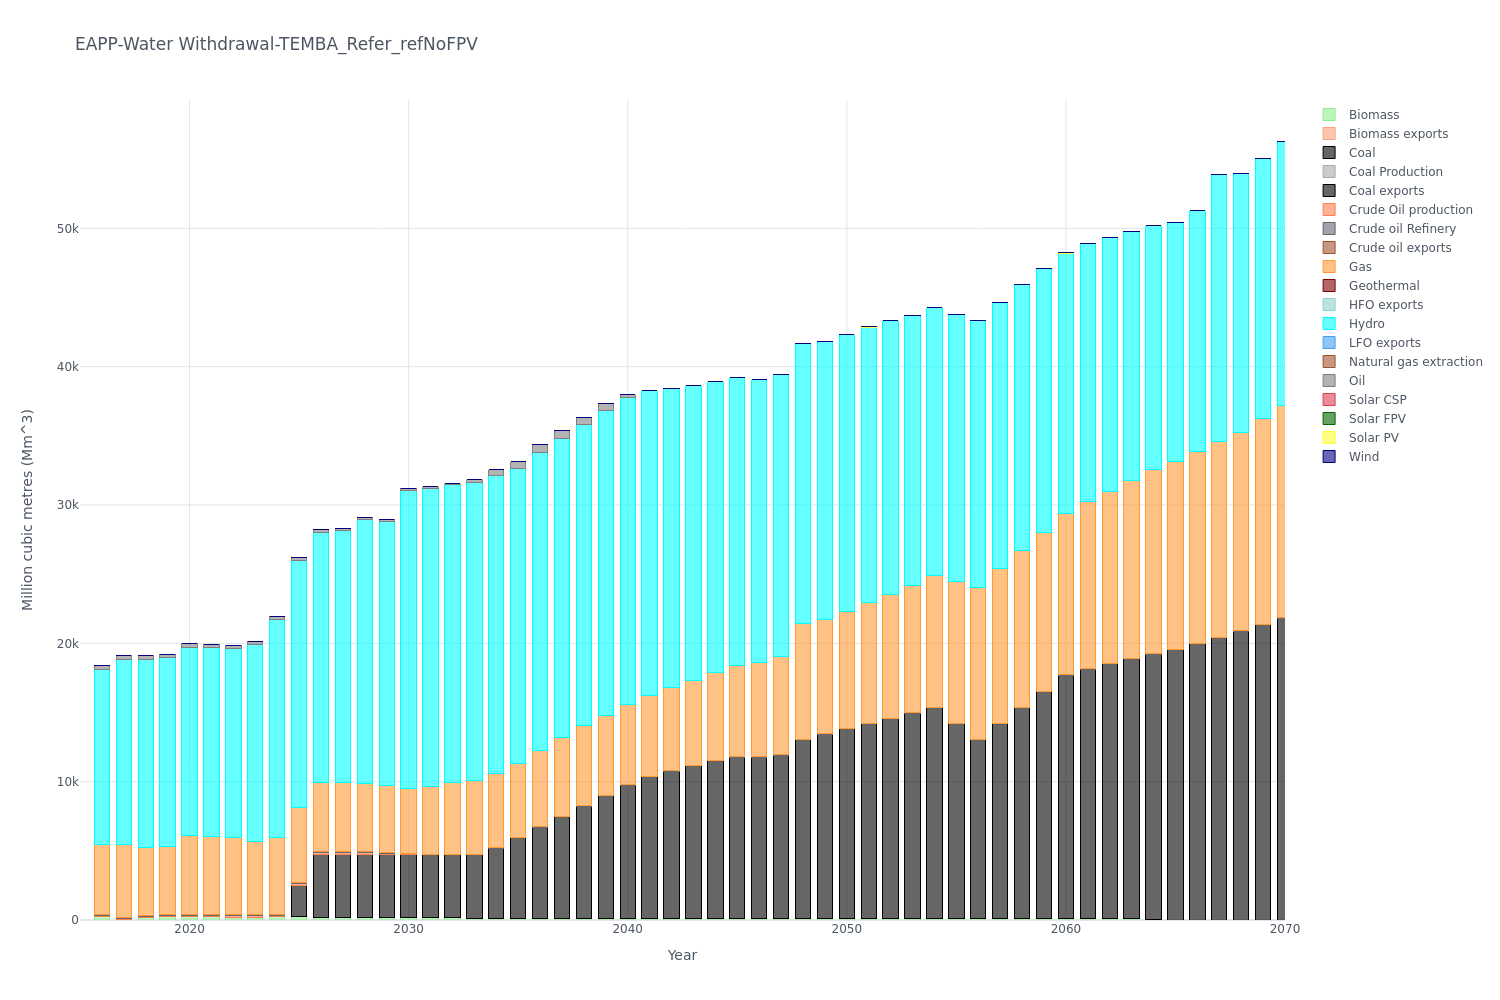 EAPP-Water Withdrawal-TEMBA_Refer_refNoFPV
Million cubic metres (Mm^3)
50k
40k
30k
20k
10k
0
2020
2030
2040
2050
2060
2070
Year
Biomass
Biomass exports
Coal
Coal Production
Coal exports
Crude Oil production
Crude oil Refinery
Crude oil exports
Gas
Geothermal
HFO exports
Hydro
LFO exports
Natural gas extraction
Oil
Solar CSP
Solar FPV
Solar PV
Wind